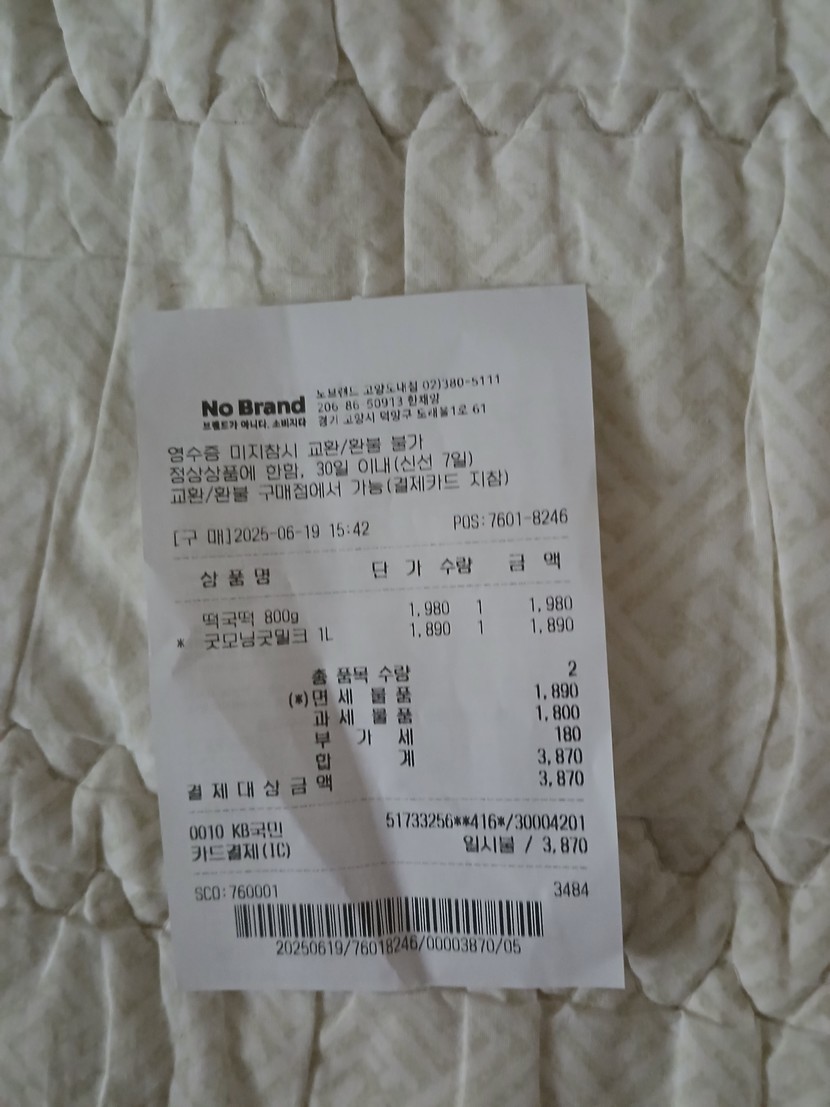 No Brand
브랜드가 아니다. 소비자다
노브랜드 고양도내점 02)380-5111
206 86 50913 한채양
경기 고양시 덕양구 도래울1로 61
영수증 미지참시 교환/환불 불가
정상상품에 한함, 30일 이내(신선 7일)
교환/환불 구매점에서 가능(결제카드 지참)
[구 매]2025-06-19 15:42 POS:7601-8246
상 품 명 단 가 수량 금 액
떡국떡 800g 1,980 1 1,980
* 굿모닝굿밀크 1L 1,890 1 1,890
총 품목 수량 2
(*)면 세 물 품 1,890
과 세 물 품 1,800
부 가 세 180
합 계 3,870
결 제 대 상 금 액 3,870
0010 KB국민 51733256**416*/30004201
카드결제(IC) 일시불 / 3,870
SCO:760001 3484
20250619/76018246/00003870/05